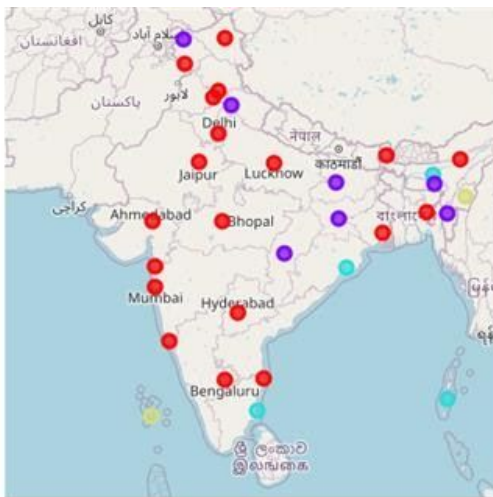 کابل
اسلام آباد
افغانستان
لاہور
پاکستان
Delhi
नेपाल
Jaipur
Lucknow
काठमाडौं
کراچی
Ahmedabad
Bhopal
Mumbai
Hyderabad
Bengaluru
ශ්‍රී ලංකාව
இலங்கை